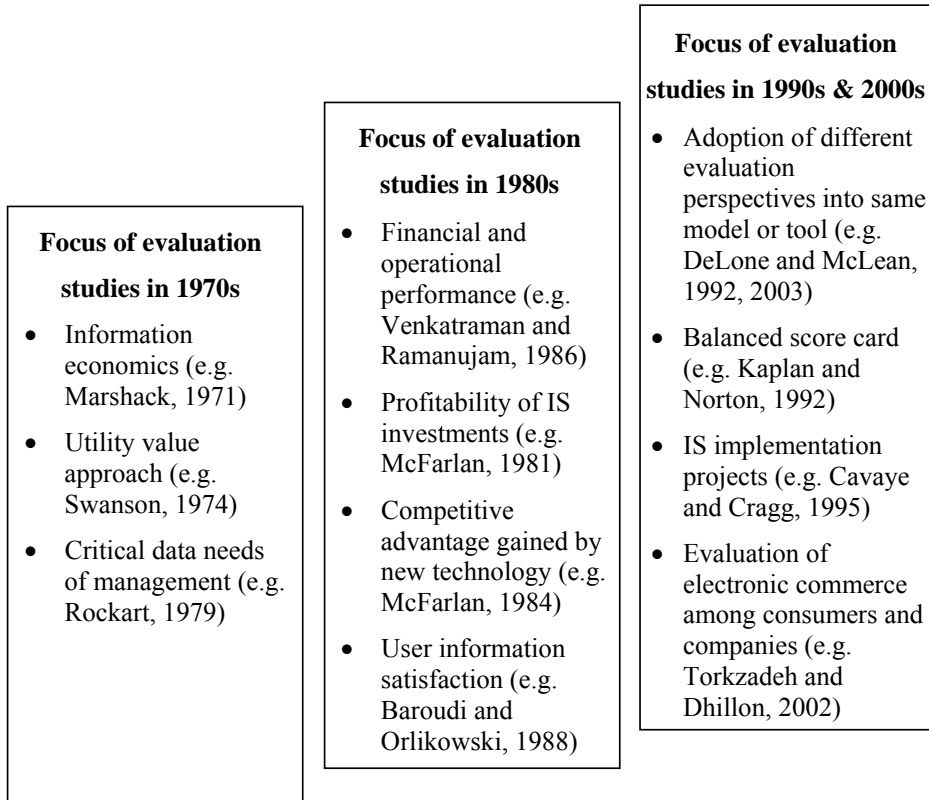 Focus of evaluation
studies in 1970s
• Information
economics (e.g.
Marshack, 1971)
• Utility value
approach (e.g.
Swanson, 1974)
• Critical data needs
of management (e.g.
Rockart, 1979)
Focus of evaluation
studies in 1980s
• Financial and
operational
performance (e.g.
Venkatraman and
Ramanujam, 1986)
• Profitability of IS
investments (e.g.
McFarlan, 1981)
• Competitive
advantage gained by
new technology (e.g.
McFarlan, 1984)
• User information
satisfaction (e.g.
Baroudi and
Orlikowski, 1988)
Focus of evaluation
studies in 1990s & 2000s
• Adoption of different
evaluation
perspectives into same
model or tool (e.g.
DeLone and McLean,
1992, 2003)
• Balanced score card
(e.g. Kaplan and
Norton, 1992)
• IS implementation
projects (e.g. Cavaye
and Cragg, 1995)
• Evaluation of
electronic commerce
among consumers and
companies (e.g.
Torkzadeh and
Dhillon, 2002)